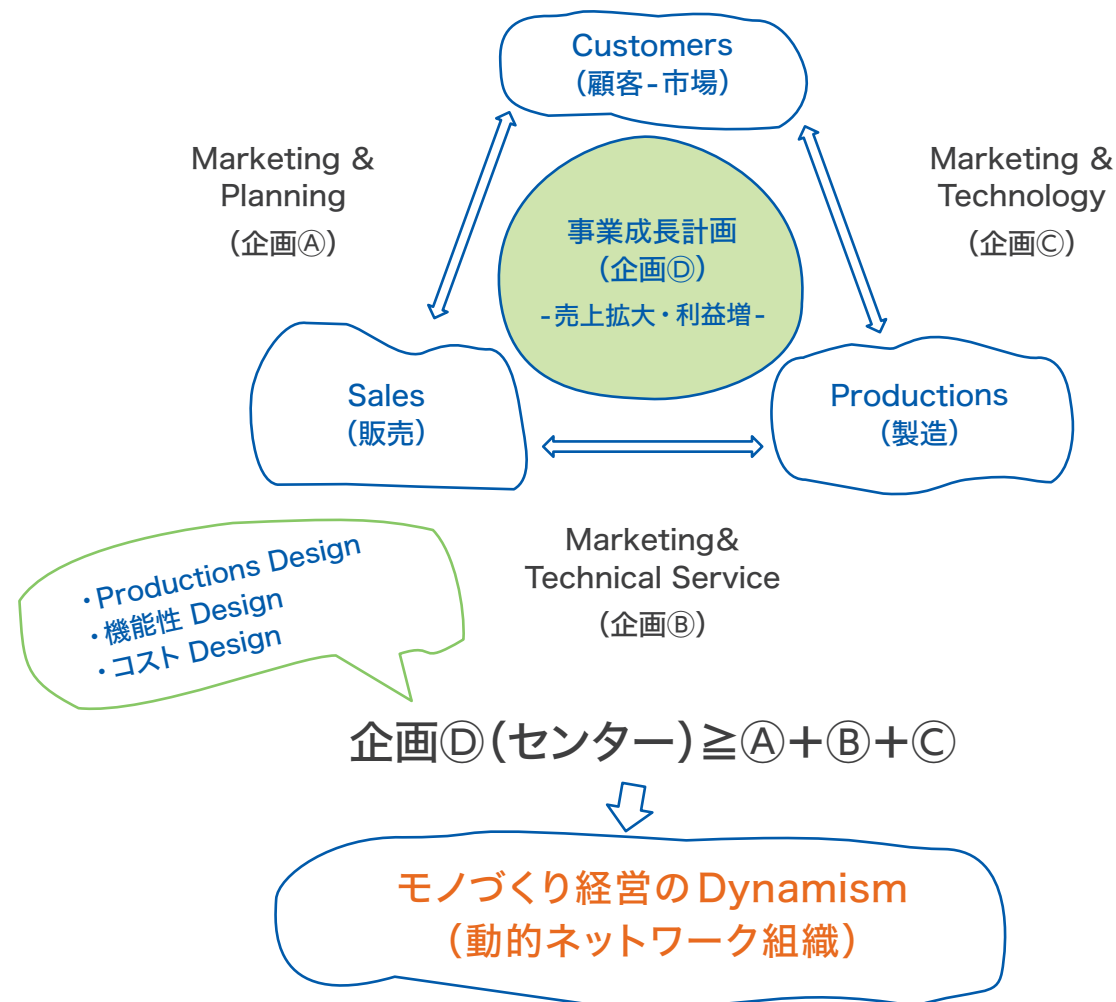 Customers
（顧客-市場）
Marketing &
Planning
（企画Ⓐ）
Marketing &
Technology
（企画Ⓒ）
事業成長計画
（企画Ⓓ）
-売上拡大・利益増-
Sales
（販売）
Productions
（製造）
Marketing&
Technical Service
（企画Ⓑ）
・Productions Design
・機能性 Design
・コスト Design
企画Ⓓ（センター）≧Ⓐ＋Ⓑ＋Ⓒ
モノづくり経営のDynamism
（動的ネットワーク組織）